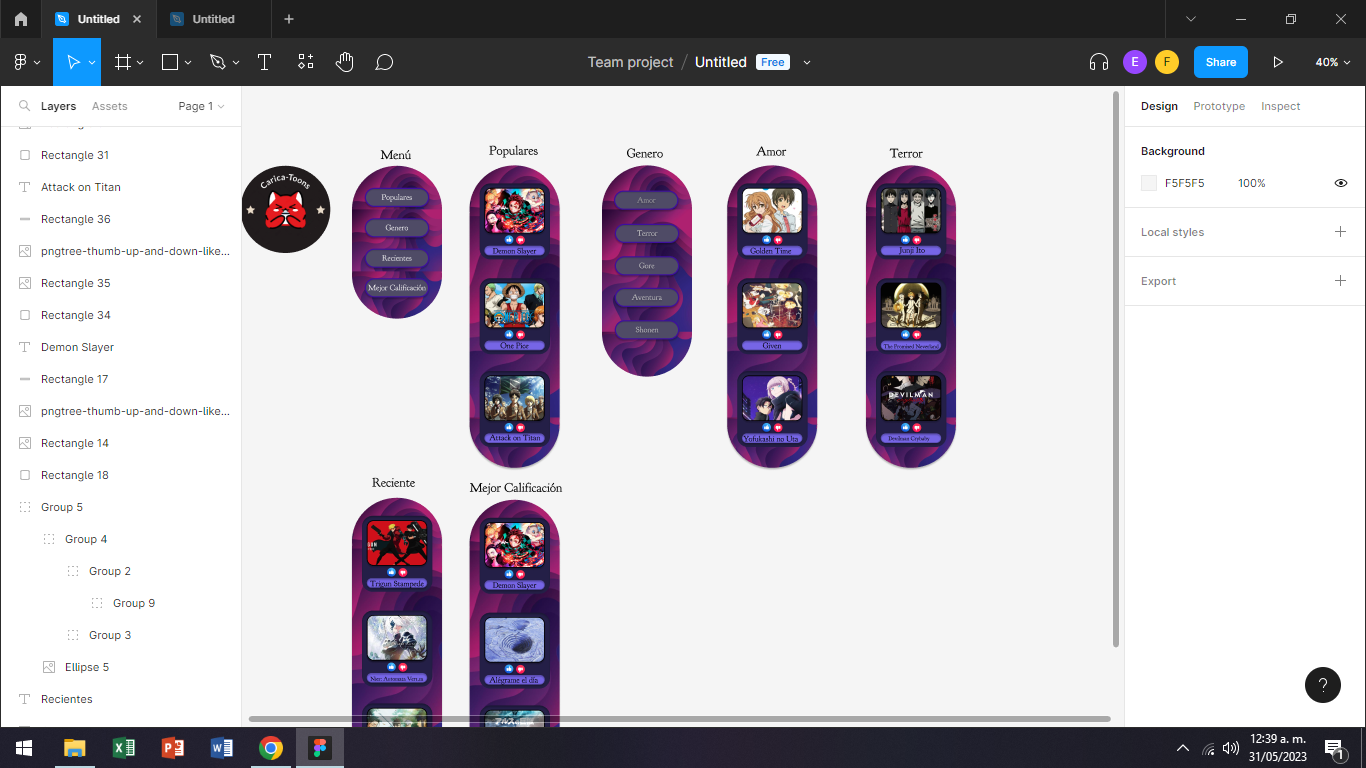 Untitled
Untitled
Team project / Untitled Free
E
F
Share
40%
Layers
Assets
Page 1
Rectangle 31
Attack on Titan
Rectangle 36
pngtree-thumb-up-and-down-like...
Rectangle 35
Rectangle 34
Demon Slayer
Rectangle 17
pngtree-thumb-up-and-down-like...
Rectangle 14
Rectangle 18
Group 5
Group 4
Group 2
Group 9
Group 3
Ellipse 5
Recientes
Carica-Toons
Menú
Populares
Genero
Recientes
Mejor Calificación
Populares
Demon Slayer
One Piece
Attack on Titan
Genero
Amor
Terror
Gore
Aventura
Shonen
Amor
Golden Time
Given
Yofukashi no Uta
Terror
Junji Ito
The Promised Neverland
DEVILMAN
Devilman Crybaby
Reciente
Trigun Stampede
Mejor Calificación
Demon Slayer
Alégrame el día
Design
Prototype
Inspect
Background
F5F5F5
100%
Local styles
Export
?
12:39 a. m.
31/05/2023
1